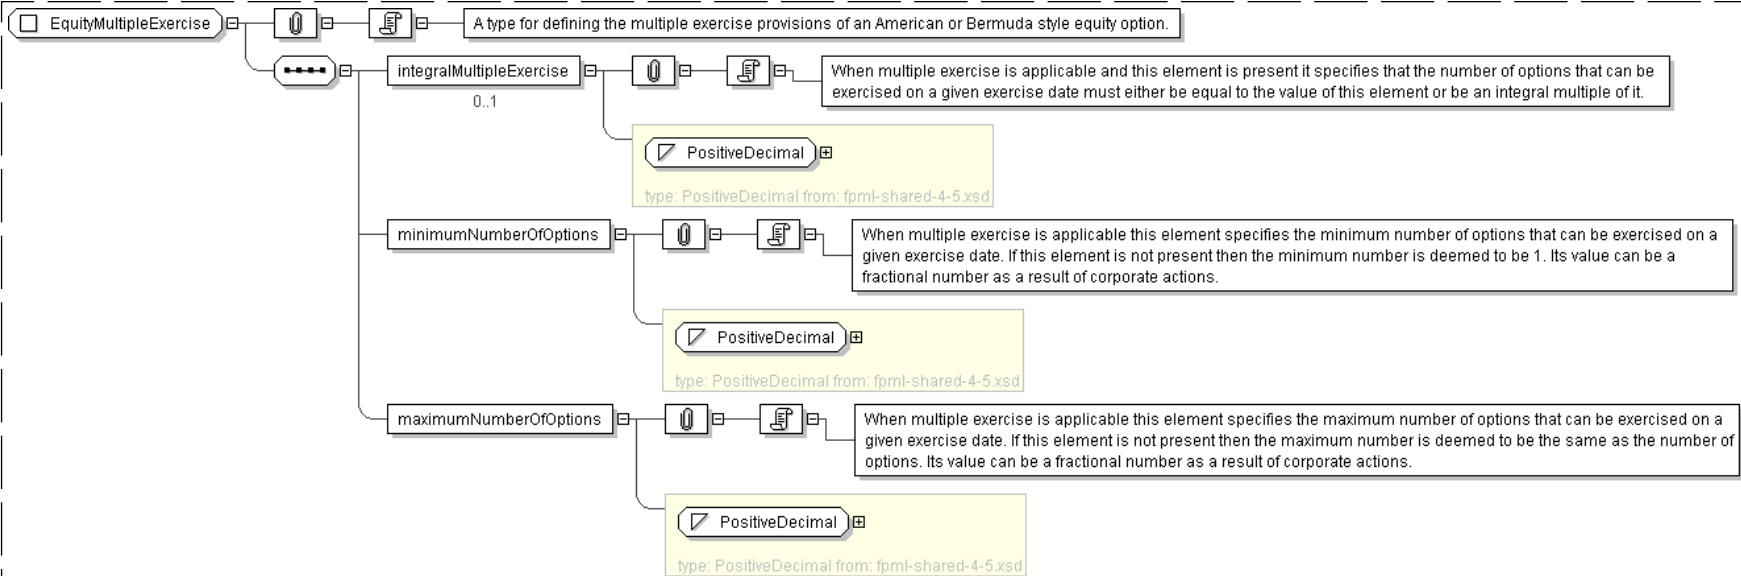 EquityMultipleExercise
A type for defining the multiple exercise provisions of an American or Bermuda style equity option.
integralMultipleExercise
0..1
When multiple exercise is applicable and this element is present it specifies that the number of options that can be
exercised on a given exercise date must either be equal to the value of this element or be an integral multiple of it.
PositiveDecimal
type: PositiveDecimal from: fpml-shared-4-5.xsd
minimumNumberOfOptions
When multiple exercise is applicable this element specifies the minimum number of options that can be exercised on a
given exercise date. If this element is not present then the minimum number is deemed to be 1. Its value can be a
fractional number as a result of corporate actions.
PositiveDecimal
type: PositiveDecimal from: fpml-shared-4-5.xsd
maximumNumberOfOptions
When multiple exercise is applicable this element specifies the maximum number of options that can be exercised on a
given exercise date. If this element is not present then the maximum number is deemed to be the same as the number of
options. Its value can be a fractional number as a result of corporate actions.
PositiveDecimal
type: PositiveDecimal from: fpml-shared-4-5.xsd